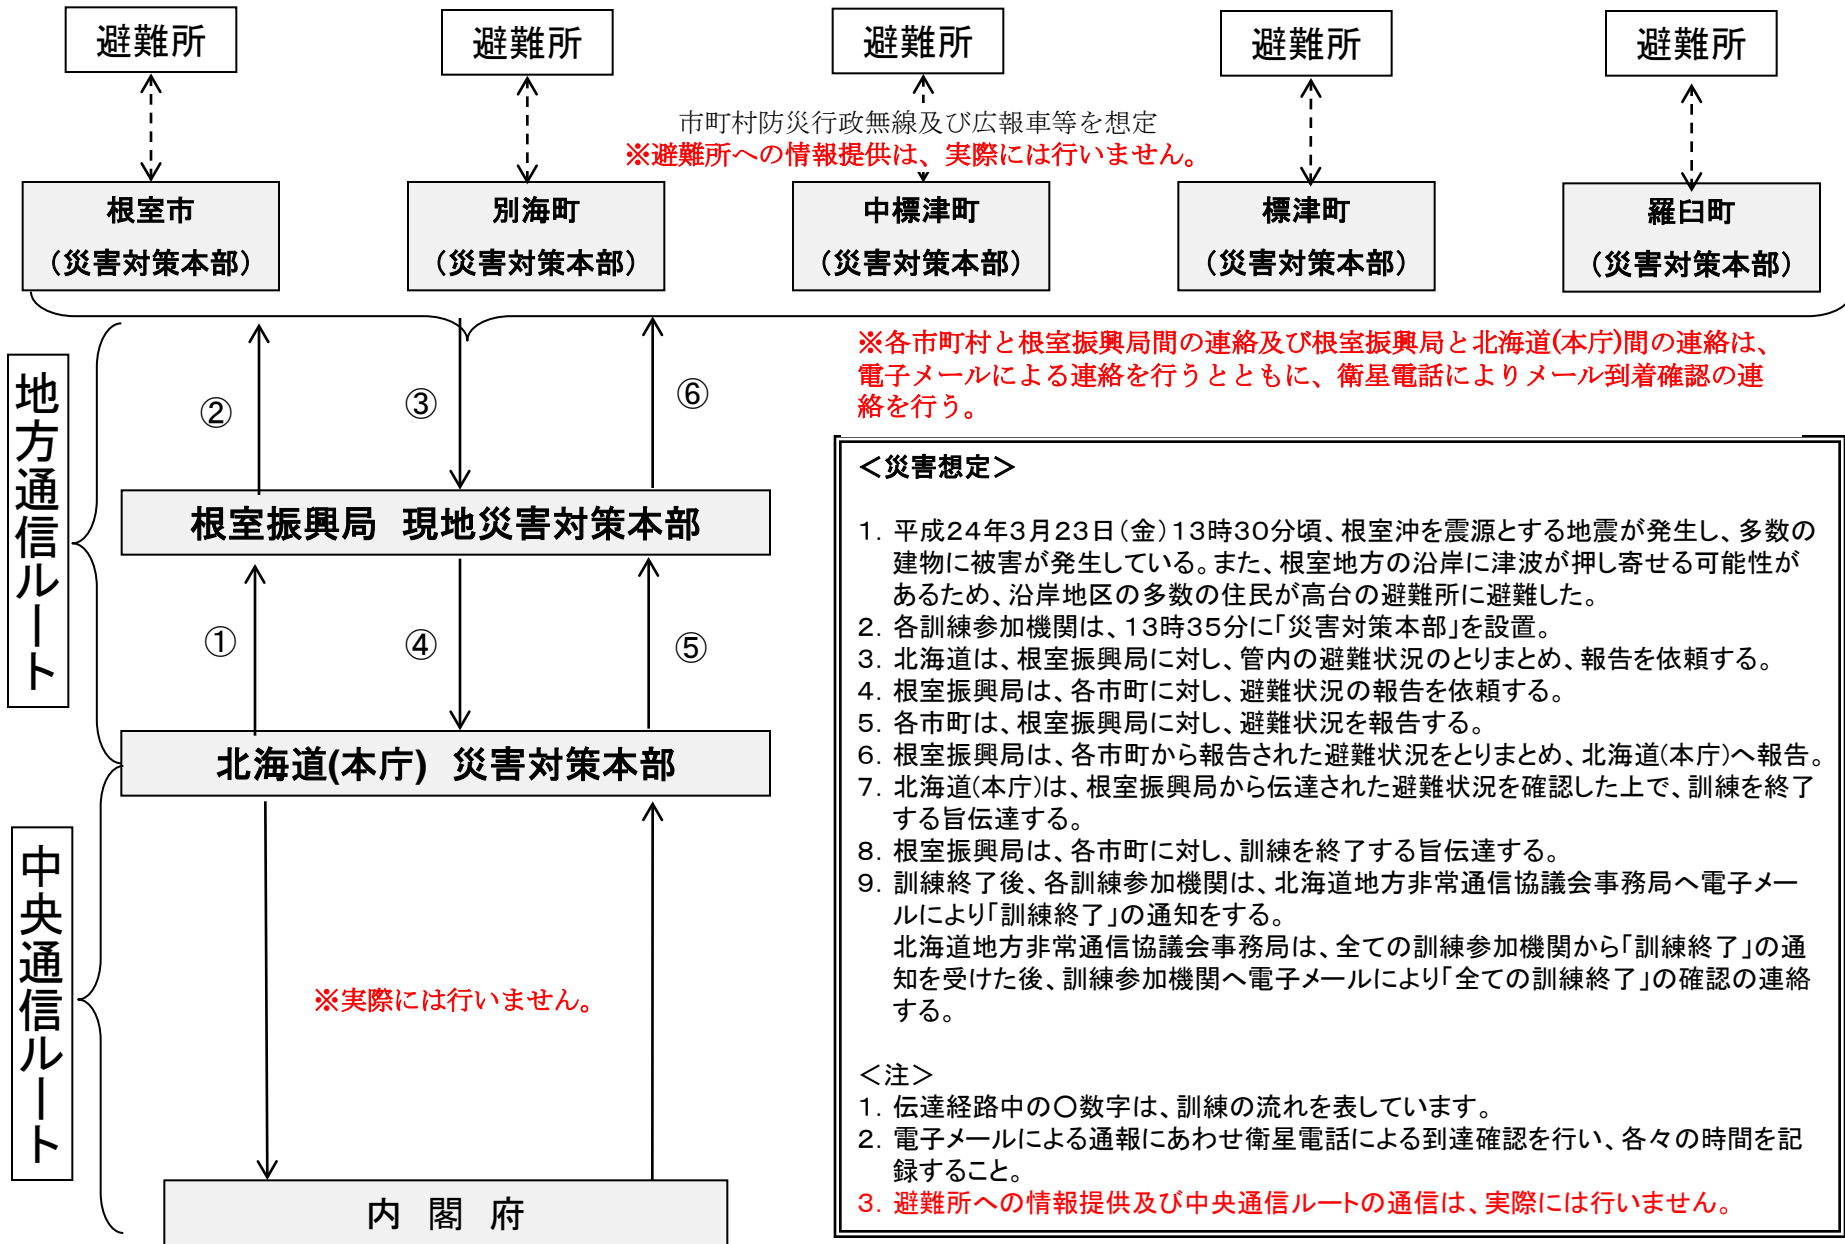 避難所
避難所
避難所
避難所
避難所
市町村防災行政無線及び広報車等を想定
※避難所への情報提供は、実際には行いません。
根室市
(災害対策本部)
別海町
(災害対策本部)
中標津町
(災害対策本部)
標津町
(災害対策本部)
羅臼町
(災害対策本部)
地方通信ルート
②
③
⑥
※各市町村と根室振興局間の連絡及び根室振興局と北海道(本庁)間の連絡は、
電子メールによる連絡を行うとともに、衛星電話によりメール到着確認の連
絡を行う。
根室振興局 現地災害対策本部
①
④
⑤
北海道(本庁) 災害対策本部
中央通信ルート
※実際には行いません。
内 閣 府
＜災害想定＞
1. 平成24年3月23日(金)13時30分頃、根室沖を震源とする地震が発生し、多数の
建物に被害が発生している。また、根室地方の沿岸に津波が押し寄せる可能性が
あるため、沿岸地区の多数の住民が高台の避難所に避難した。
2. 各訓練参加機関は、13時35分に「災害対策本部」を設置。
3. 北海道は、根室振興局に対し、管内の避難状況のとりまとめ、報告を依頼する。
4. 根室振興局は、各市町に対し、避難状況の報告を依頼する。
5. 各市町は、根室振興局に対し、避難状況を報告する。
6. 根室振興局は、各市町から報告された避難状況をとりまとめ、北海道(本庁)へ報告。
7. 北海道(本庁)は、根室振興局から伝達された避難状況を確認した上で、訓練を終了
する旨伝達する。
8. 根室振興局は、各市町に対し、訓練を終了する旨伝達する。
9. 訓練終了後、各訓練参加機関は、北海道地方非常通信協議会事務局へ電子メー
ルにより「訓練終了」の通知をする。
北海道地方非常通信協議会事務局は、全ての訓練参加機関から「訓練終了」の通
知を受けた後、訓練参加機関へ電子メールにより「全ての訓練終了」の確認の連絡
する。
＜注＞
1. 伝達経路中の〇数字は、訓練の流れを表しています。
2. 電子メールによる通報にあわせ衛星電話による到達確認を行い、各々の時間を記
録すること。
3. 避難所への情報提供及び中央通信ルートの通信は、実際には行いません。